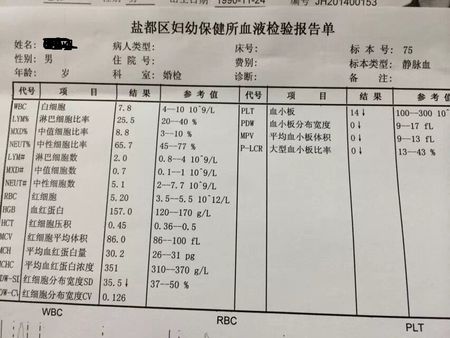 1990-11-24 JH201400153
盐都区妇幼保健所血液检验报告单
姓名: 病人类型: 床号: 标本号: 75
性别: 男 住院号: 费别: 标本类型: 静脉血
年龄: 岁 科室: 婚检 诊断: 备注:
代号 项目 结果 参考值 代号 项目 结果 参考值
WBC 白细胞 7.8 4—10 10^9/L PLT 血小板 14↓ 100—300 10^
LYM% 淋巴细胞比率 25.5 20—40 % PDW 血小板分布宽度 0↓ 9—17 fL
MXD% 中值细胞比率 8.8 3—10 % MPV 平均血小板体积 0↓ 9—13 fL
NEUT% 中性细胞比率 65.7 45—77 % P-LCR 大型血小板比率 0↓ 13—43 %
LYM# 淋巴细胞数 2.0 0.8—4 10^9/L
MXD# 中值细胞数 0.7 0.1—1 10^9/L
NEUT# 中性细胞数 5.1 2—7.7 10^9/L
RBC 红细胞 5.20 3.5—5.5 10^12/L
HGB 血红蛋白 157.0 120—170 g/L
HCT 红细胞压积 0.45 0.36—0.5
MCV 红细胞平均体积 86.0 86—100 fL
MCH 平均血红蛋白量 30.2 26—31 pg
MCHC 平均血红蛋白浓度 351 310—370 g/L
RDW-SD 红细胞分布宽度SD 35.5↓ 37—50 %
RDW-CV 红细胞分布宽度CV 0.126
WBC RBC PLT